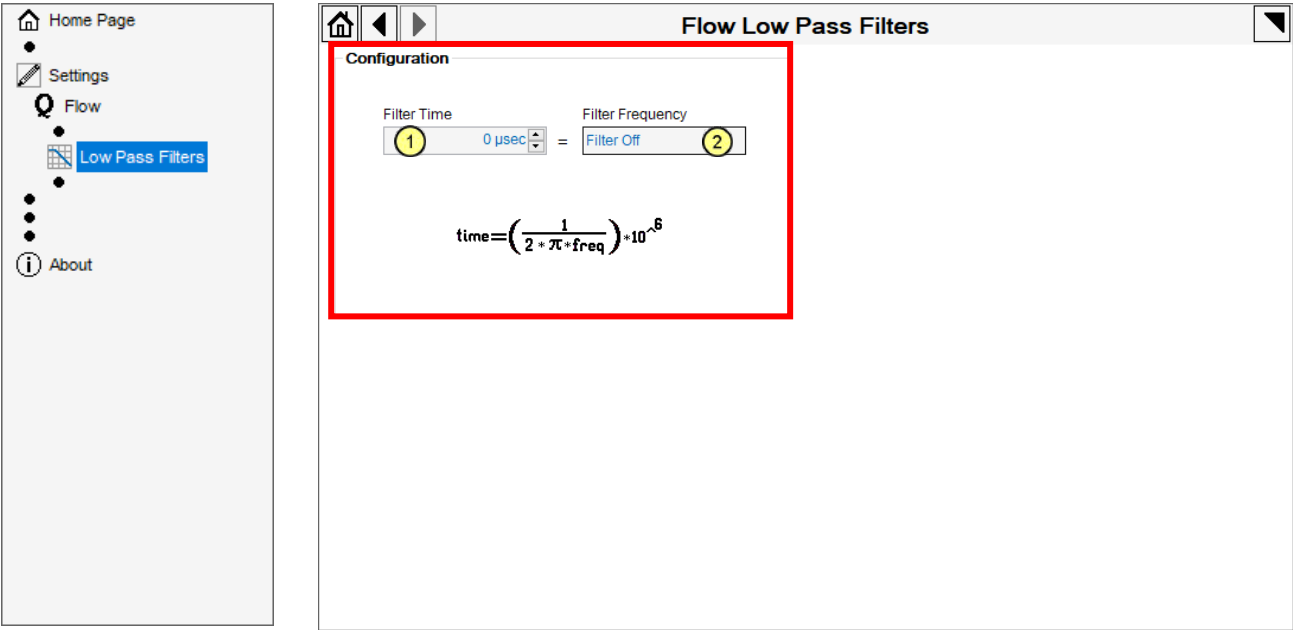 Home Page
Settings
Q Flow
Low Pass Filters
i About
Flow Low Pass Filters
Configuration
Filter Time Filter Frequency
1 0 µsec = Filter Off 2
time=(1/(2*π*freq))*10^6